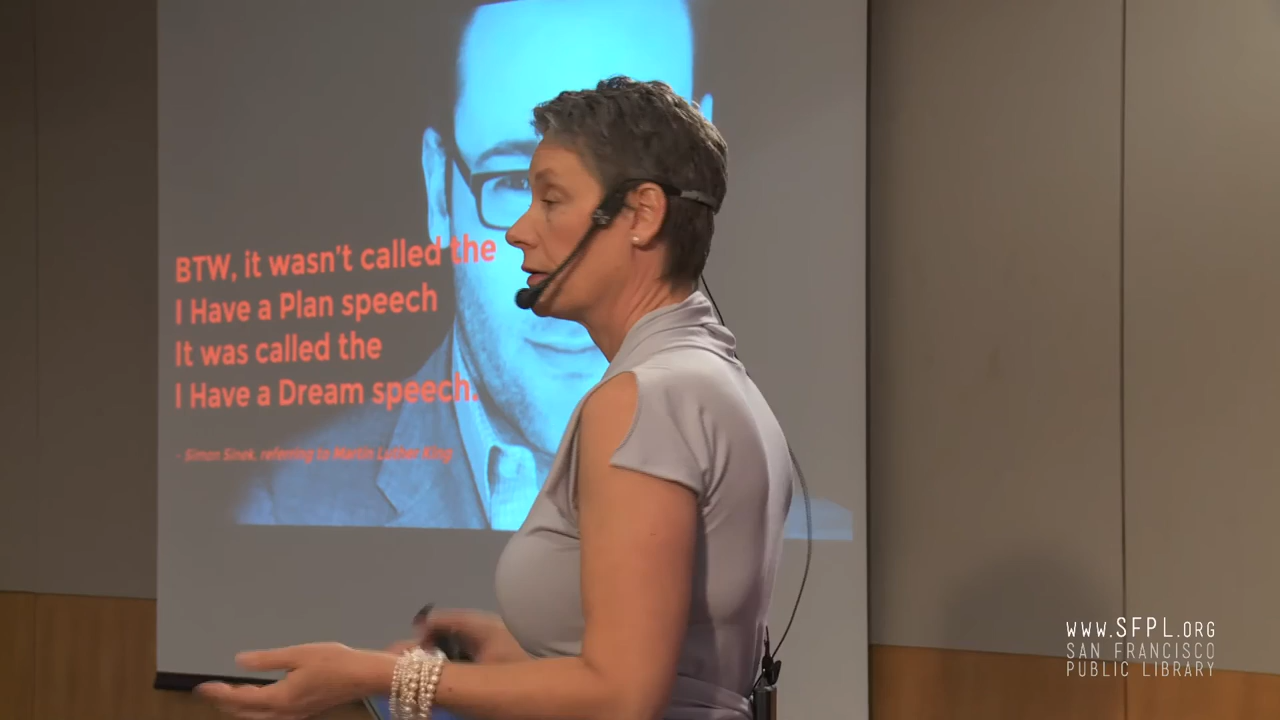 BTW, it wasn't called the
I Have a Plan speech
It was called the
I Have a Dream speech.
- Simon Sinek, referring to Martin Luther King
www.SFPL.ORG
SAN FRANCISCO
PUBLIC LIBRARY